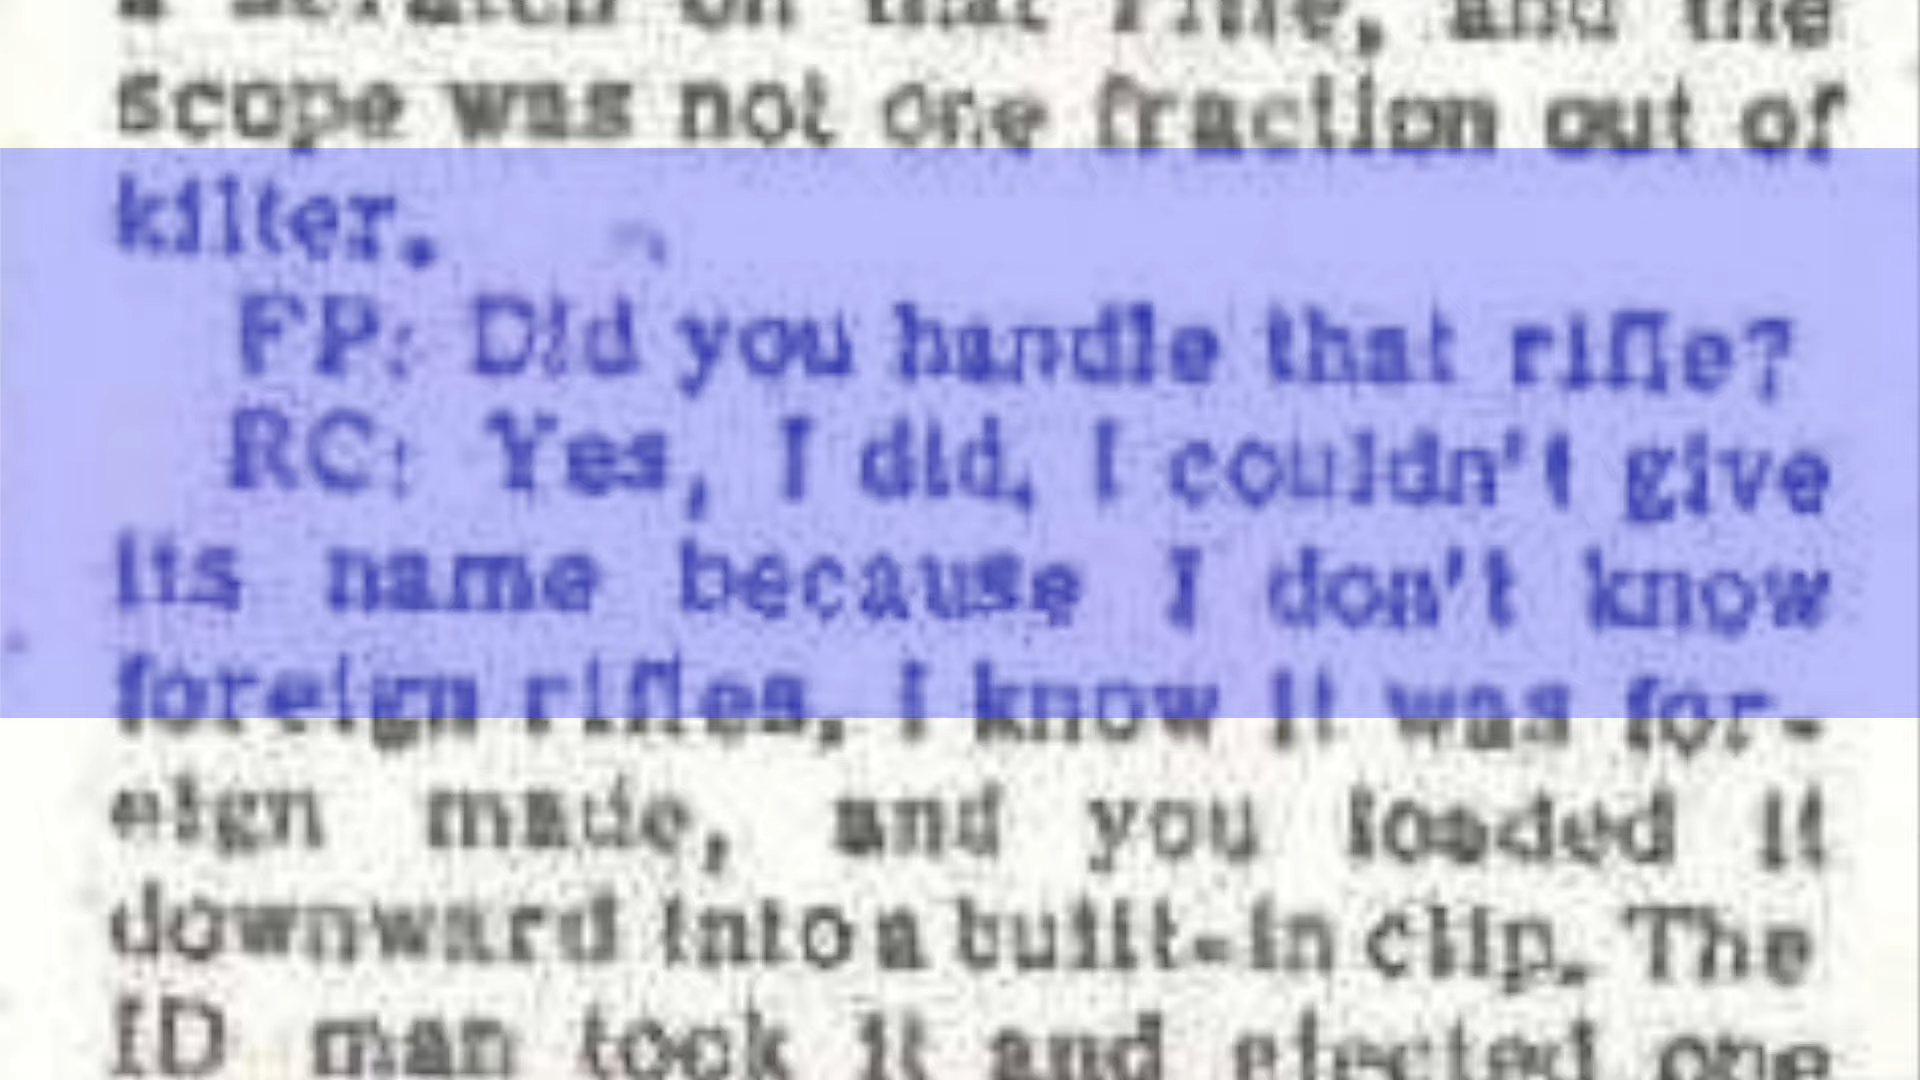 a scratch on that rifle, and the
scope was not one fraction out of
kilter.
FP: Did you handle that rifle?
RC: Yes, I did. I couldn't give
its name because I don't know
foreign rifles. I know it was for-
eign made, and you loaded it
downward into a built-in clip. The
ID man took it and ejected one